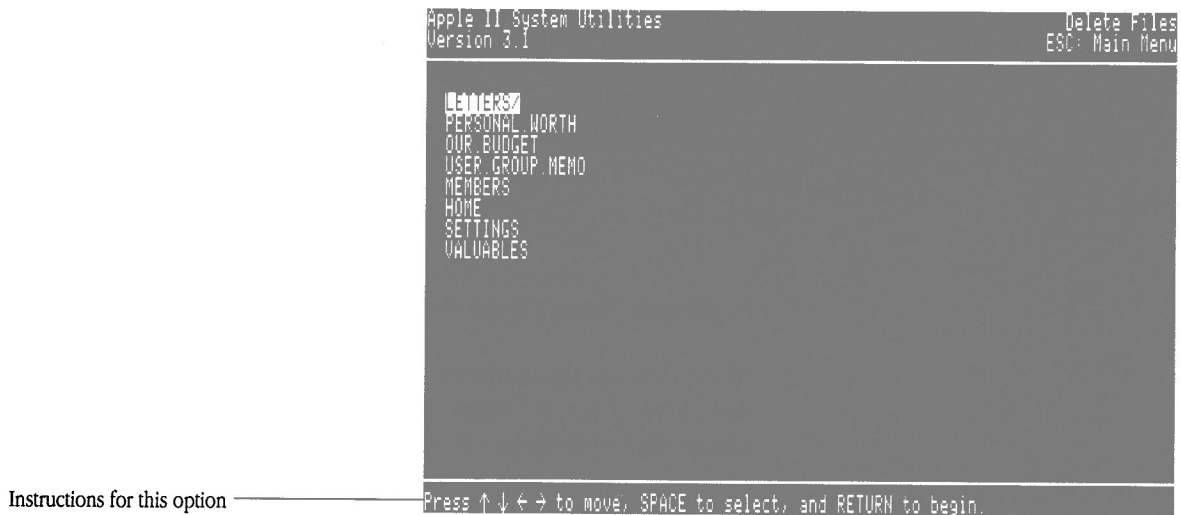 Apple II System Utilities Delete Files
Version 3.1 ESC: Main Menu
LETTERS/
PERSONAL.WORTH
OUR.BUDGET
USER.GROUP.MEMO
MEMBERS
HOME
SETTINGS
VALUABLES
Instructions for this option
Press ↑ ↓ ← → to move, SPACE to select, and RETURN to begin.